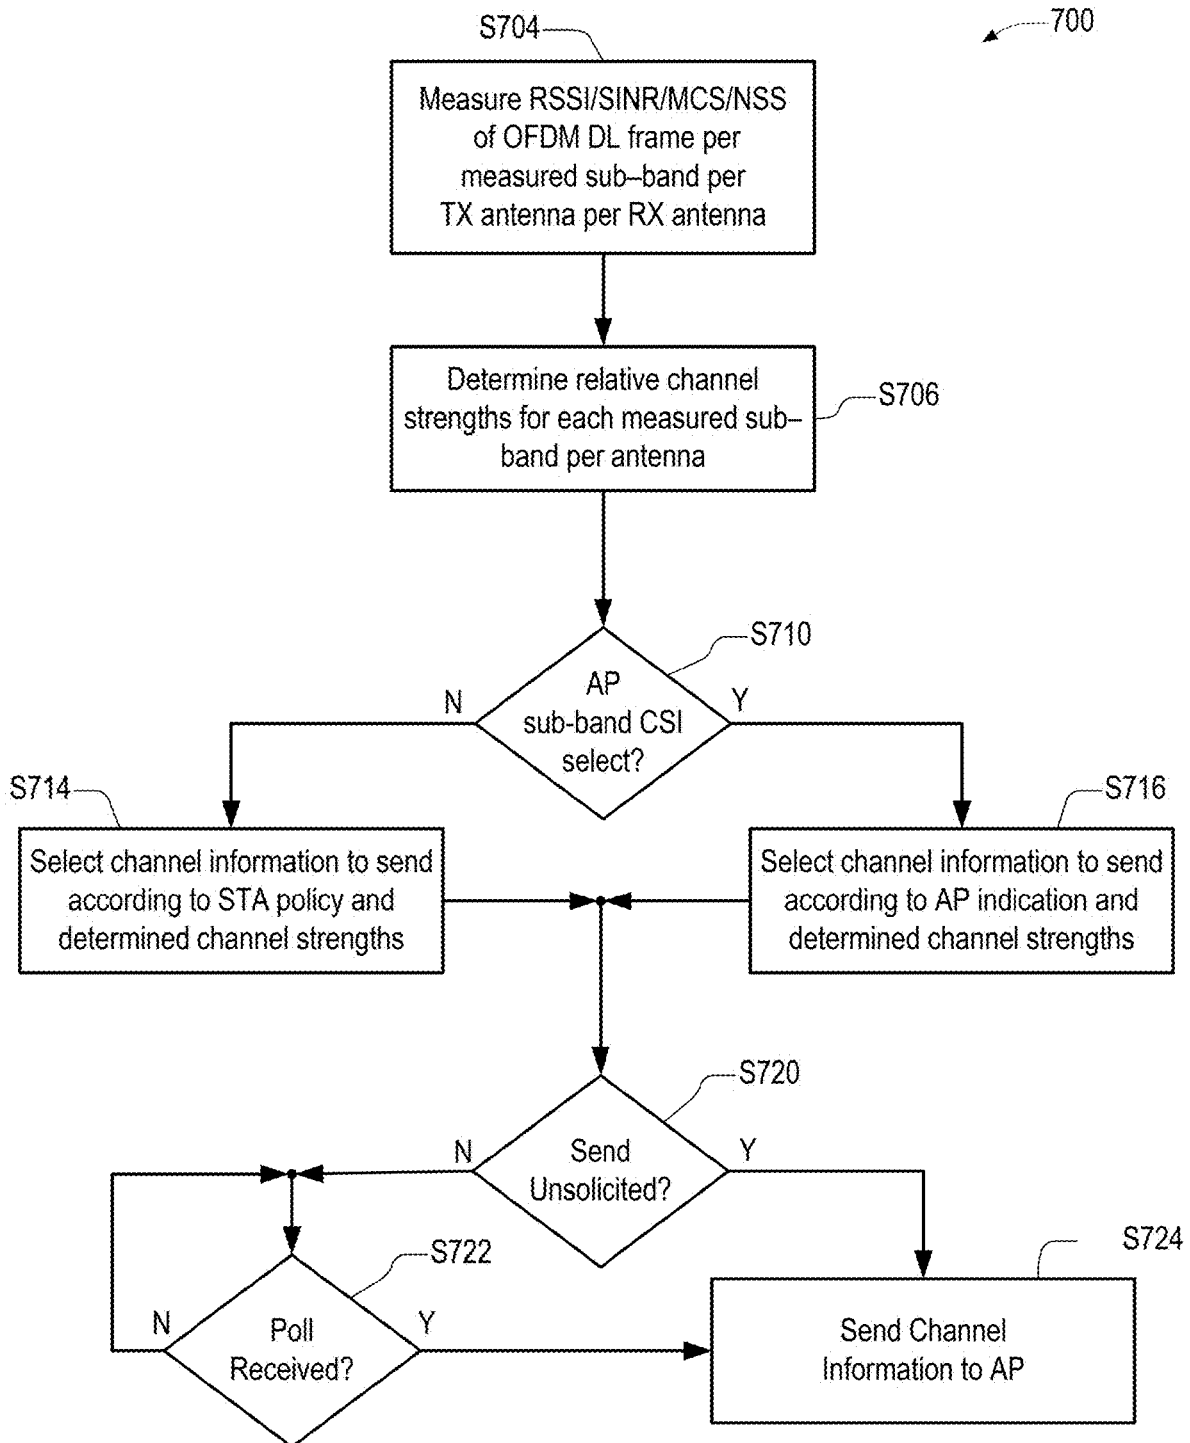 S704
700
Measure RSSI/SINR/MCS/NSS
of OFDM DL frame per
measured sub–band per
TX antenna per RX antenna
Determine relative channel
strengths for each measured sub–
band per antenna
S706
S710
AP
sub-band CSI
select?
N
Y
S714
S716
Select channel information to send
according to STA policy and
determined channel strengths
Select channel information to send
according to AP indication and
determined channel strengths
S720
Send
Unsolicited?
N
Y
S722
S724
Poll
Received?
N
Y
Send Channel
Information to AP